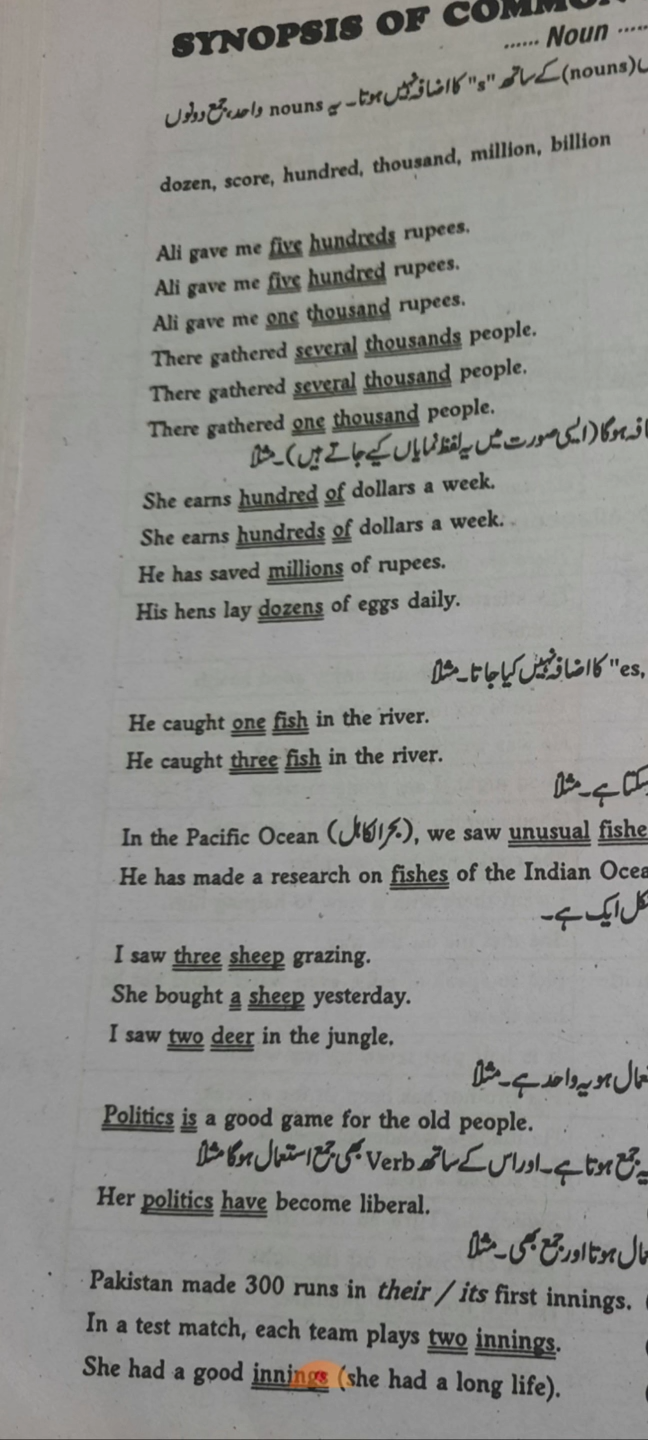 SYNOPSIS OF
...... Noun ......
(nouns) کے ساتھ "s" کا اضافہ نہیں ہوتا۔ یہ nouns واحد، جمع دونوں
dozen, score, hundred, thousand, million, billion
Ali gave me five hundreds rupees.
Ali gave me five hundred rupees.
Ali gave me one thousand rupees.
There gathered several thousands people.
There gathered several thousand people.
There gathered one thousand people.
ہوگا (ایسی صورت میں یہ لفظ نمایاں کیے جاتے ہیں)۔ مثلاً
She earns hundred of dollars a week.
She earns hundreds of dollars a week.
He has saved millions of rupees.
His hens lay dozens of eggs daily.
"es, کا اضافہ نہیں کیا جاتا۔ مثلاً
He caught one fish in the river.
He caught three fish in the river.
سکتا ہے۔ مثلاً
In the Pacific Ocean (بحرالکاہل), we saw unusual
He has made a research on fishes of the Indian
ایک ہے۔
I saw three sheep grazing.
She bought a sheep yesterday.
I saw two deer in the jungle.
ہو یہ واحد ہے۔ مثلاً
Politics is a good game for the old people.
یہ جمع ہوتا ہے۔ اور اس کے ساتھ Verb بھی جمع استعمال ہوگا مثلاً
Her politics have become liberal.
ہوتا اور جمع بھی۔ مثلاً
Pakistan made 300 runs in their / its first innings.
In a test match, each team plays two innings.
She had a good innings (she had a long life).